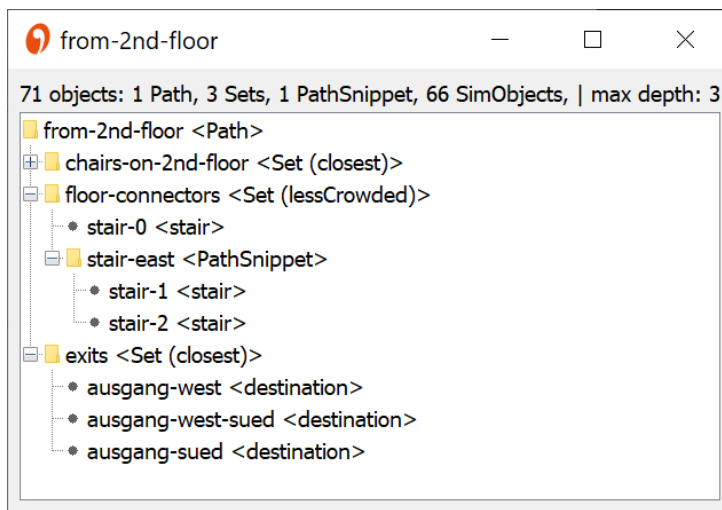 from-2nd-floor
71 objects: 1 Path, 3 Sets, 1 PathSnippet, 66 SimObjects, | max depth: 3
from-2nd-floor <Path>
chairs-on-2nd-floor <Set (closest)>
floor-connectors <Set (lessCrowded)>
stair-0 <stair>
stair-east <PathSnippet>
stair-1 <stair>
stair-2 <stair>
exits <Set (closest)>
ausgang-west <destination>
ausgang-west-sued <destination>
ausgang-sued <destination>